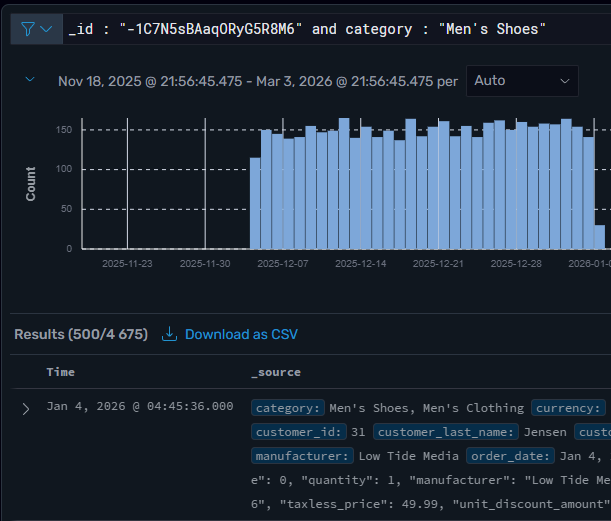 _id : "-1C7N5sBAaqORyG5R8M6" and category : "Men's Shoes"
Nov 18, 2025 @ 21:56:45.475 - Mar 3, 2026 @ 21:56:45.475 per Auto
150
100
50
0
Count
2025-11-23 2025-11-30 2025-12-07 2025-12-14 2025-12-21 2025-12-28 2026-01-0
Results (500/4 675) Download as CSV
Time _source
Jan 4, 2026 @ 04:45:36.000 category: Men's Shoes, Men's Clothing currency:
customer_id: 31 customer_last_name: Jensen custo
manufacturer: Low Tide Media order_date: Jan 4,
e": 0, "quantity": 1, "manufacturer": "Low Tide Me
6", "taxless_price": 49.99, "unit_discount_amount"